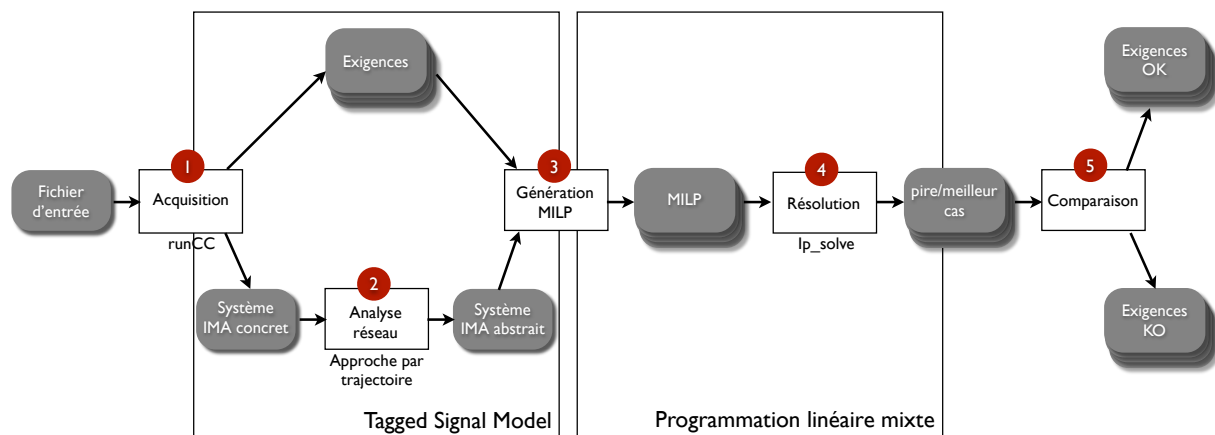 Exigences
Exigences
OK
1
3
4
5
Fichier
d'entrée
Acquisition
runCC
Génération
MILP
MILP
Résolution
lp_solve
pire/meilleur
cas
Comparaison
2
Système
IMA concret
Analyse
réseau
Approche par
trajectoire
Système
IMA abstrait
Exigences
KO
Tagged Signal Model
Programmation linéaire mixte